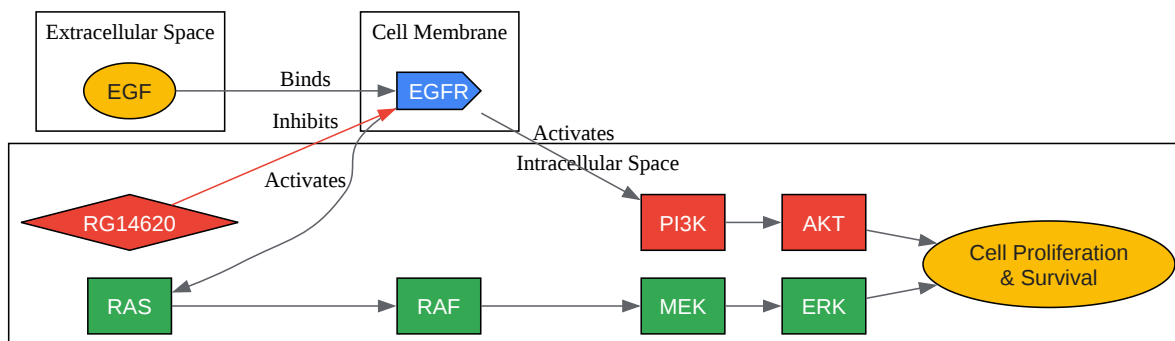 Extracellular Space
Cell Membrane
EGF
Binds
EGFR
Inhibits
Activates
Activates
Intracellular Space
RG14620
PI3K
AKT
Cell Proliferation
& Survival
RAS
RAF
MEK
ERK